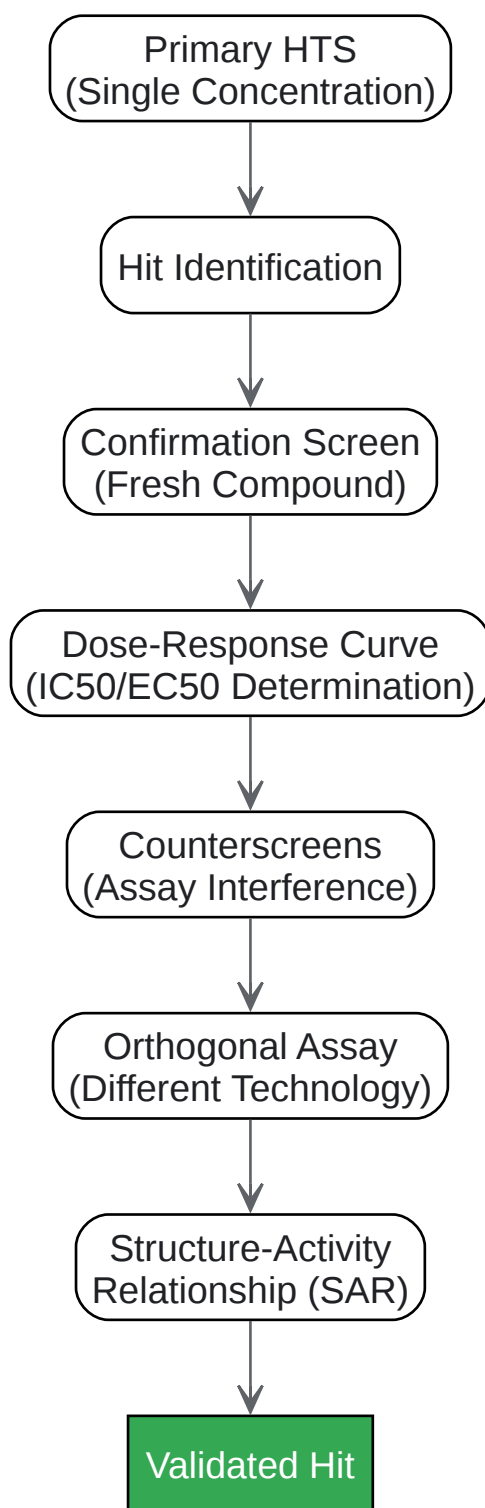 Primary HTS
(Single Concentration)
Hit Identification
Confirmation Screen
(Fresh Compound)
Dose-Response Curve
(IC50/EC50 Determination)
Counterscreens
(Assay Interference)
Orthogonal Assay
(Different Technology)
Structure-Activity
Relationship (SAR)
Validated Hit